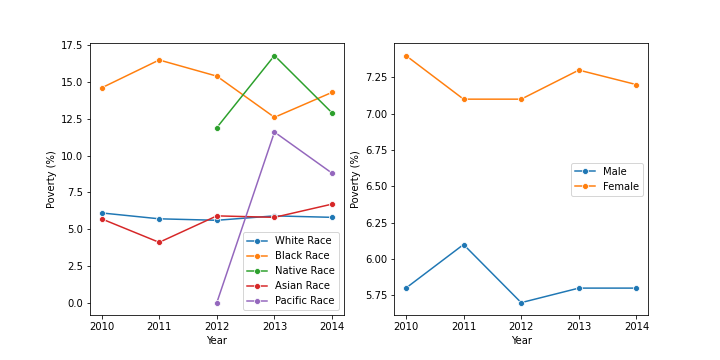 17.5
15.0
12.5
10.0
7.5
5.0
2.5
0.0
Poverty (%)
2010 2011 2012 2013 2014
Year
White Race
Black Race
Native Race
Asian Race
Pacific Race
7.25
7.00
6.75
6.50
6.25
6.00
5.75
Poverty (%)
2010 2011 2012 2013 2014
Year
Male
Female